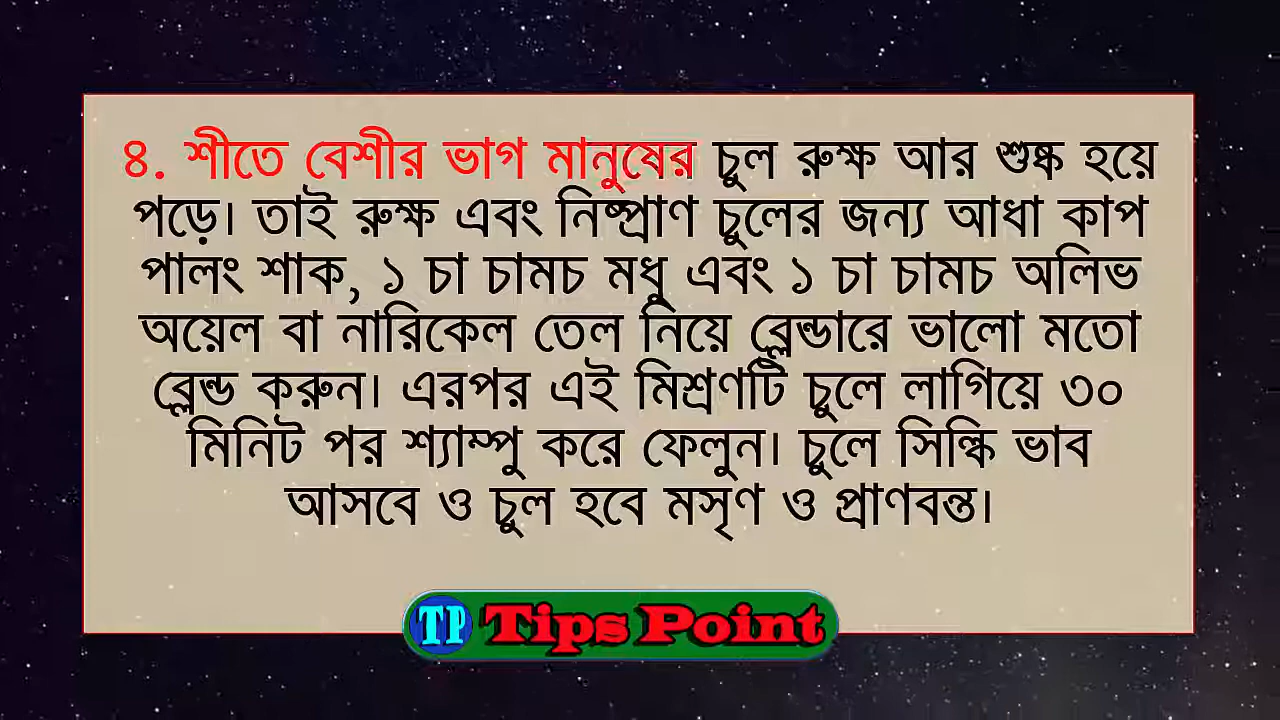 ৪. শীতে বেশীর ভাগ মানুষের চুল রুক্ষ আর শুষ্ক হয়ে
পড়ে। তাই রুক্ষ এবং নিষ্প্রাণ চুলের জন্য আধা কাপ
পালং শাক, ১ চা চামচ মধু এবং ১ চা চামচ অলিভ
অয়েল বা নারিকেল তেল নিয়ে ব্লেন্ডারে ভালো মতো
ব্লেন্ড করুন। এরপর এই মিশ্রণটি চুলে লাগিয়ে ৩০
মিনিট পর শ্যাম্পু করে ফেলুন। চুলে সিল্কি ভাব
আসবে ও চুল হবে মসৃণ ও প্রাণবন্ত।
TP Tips Point